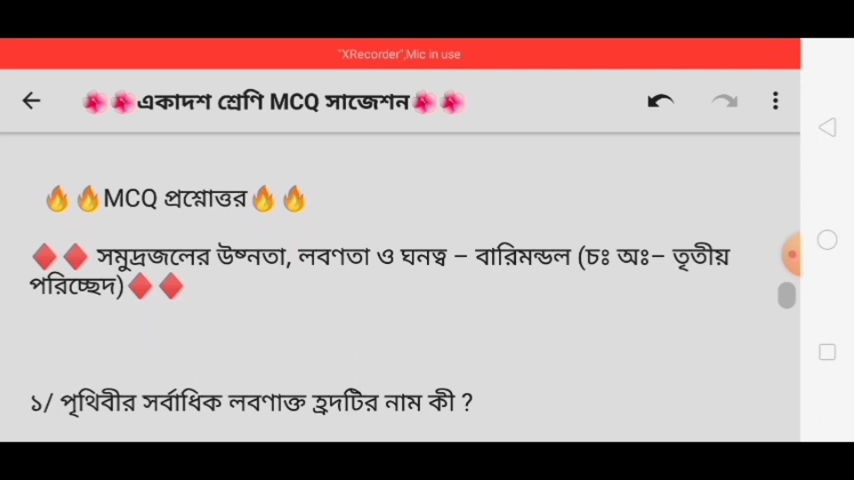 "XRecorder",Mic in use
🌺🌺একাদশ শ্রেণি MCQ সাজেশন🌺🌺
🔥🔥MCQ প্রশ্নোত্তর🔥🔥
♦️♦️ সমুদ্রজলের উষ্নতা, লবণতা ও ঘনত্ব – বারিমন্ডল (চঃ অঃ– তৃতীয়
পরিচ্ছেদ)♦️♦️
১/ পৃথিবীর সর্বাধিক লবণাক্ত হ্রদটির নাম কী ?